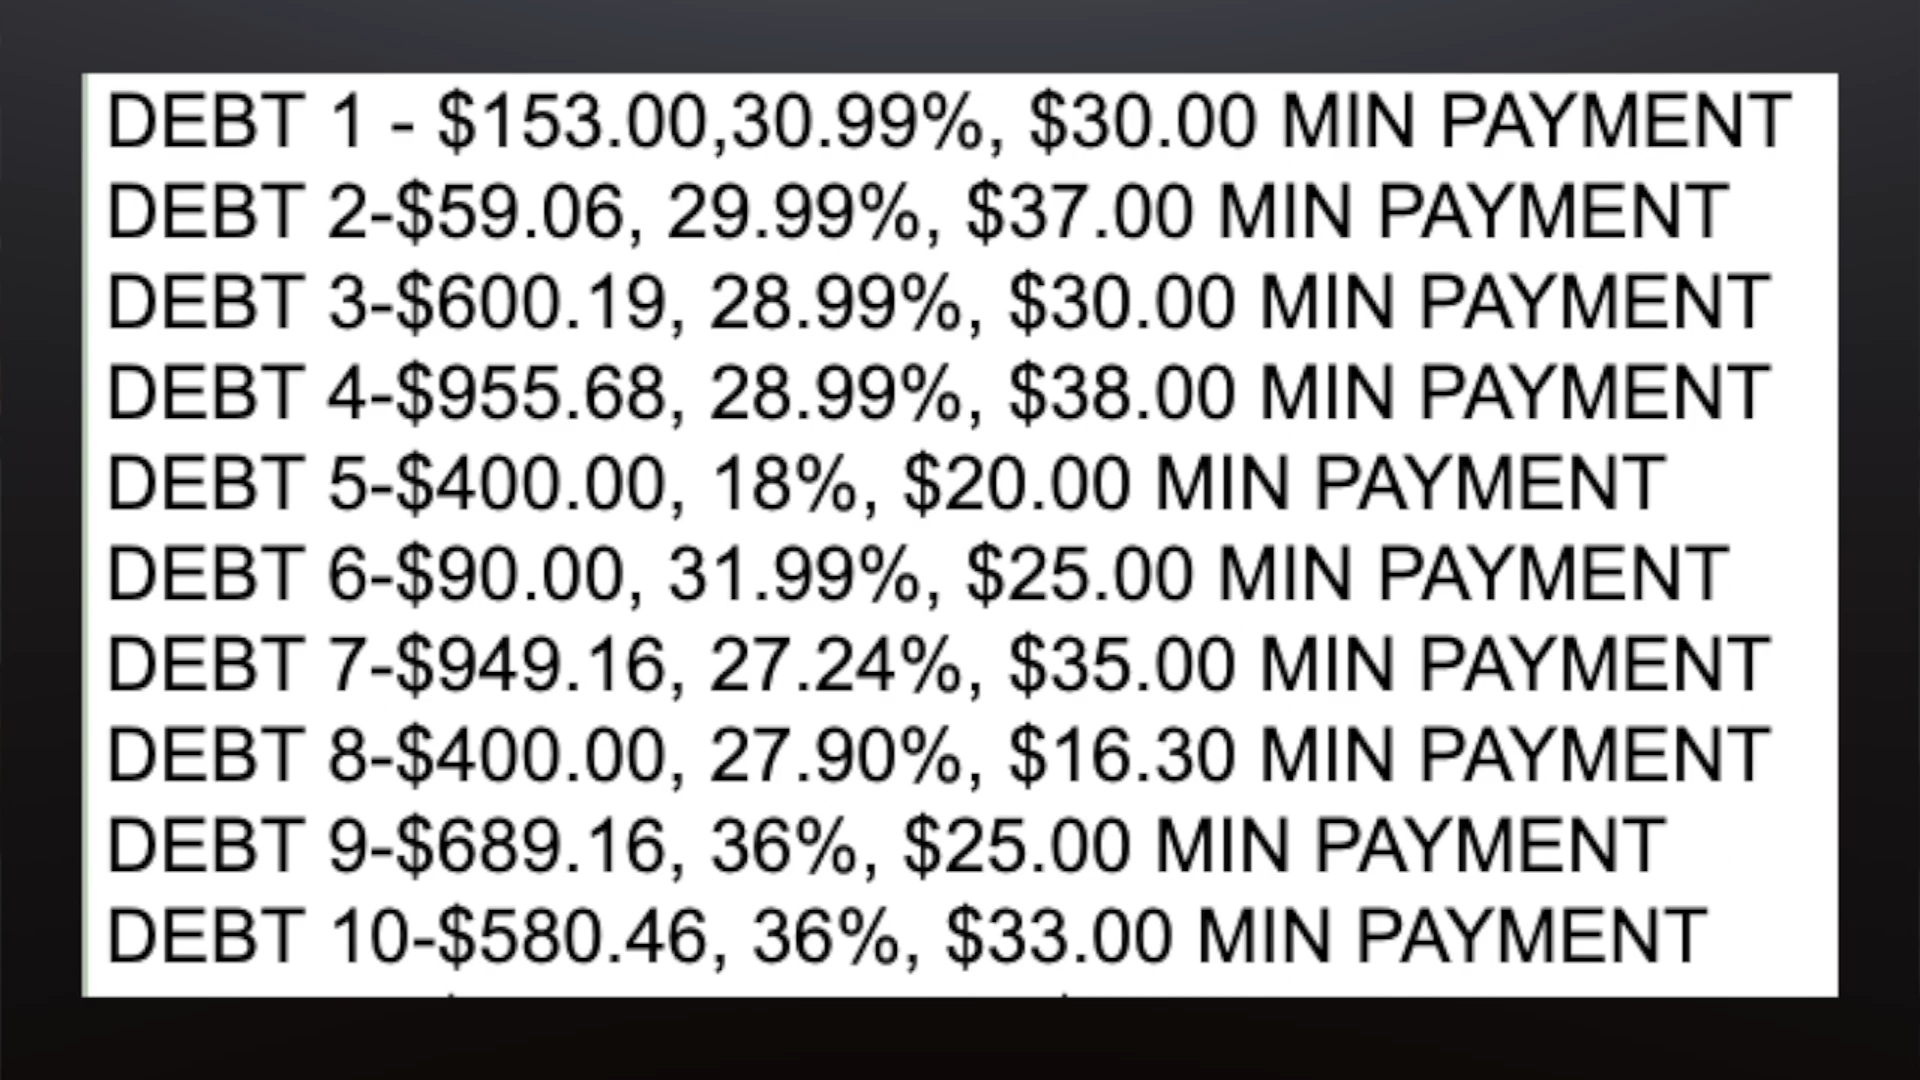 DEBT 1 - $153.00,30.99%, $30.00 MIN PAYMENT
DEBT 2-$59.06, 29.99%, $37.00 MIN PAYMENT
DEBT 3-$600.19, 28.99%, $30.00 MIN PAYMENT
DEBT 4-$955.68, 28.99%, $38.00 MIN PAYMENT
DEBT 5-$400.00, 18%, $20.00 MIN PAYMENT
DEBT 6-$90.00, 31.99%, $25.00 MIN PAYMENT
DEBT 7-$949.16, 27.24%, $35.00 MIN PAYMENT
DEBT 8-$400.00, 27.90%, $16.30 MIN PAYMENT
DEBT 9-$689.16, 36%, $25.00 MIN PAYMENT
DEBT 10-$580.46, 36%, $33.00 MIN PAYMENT